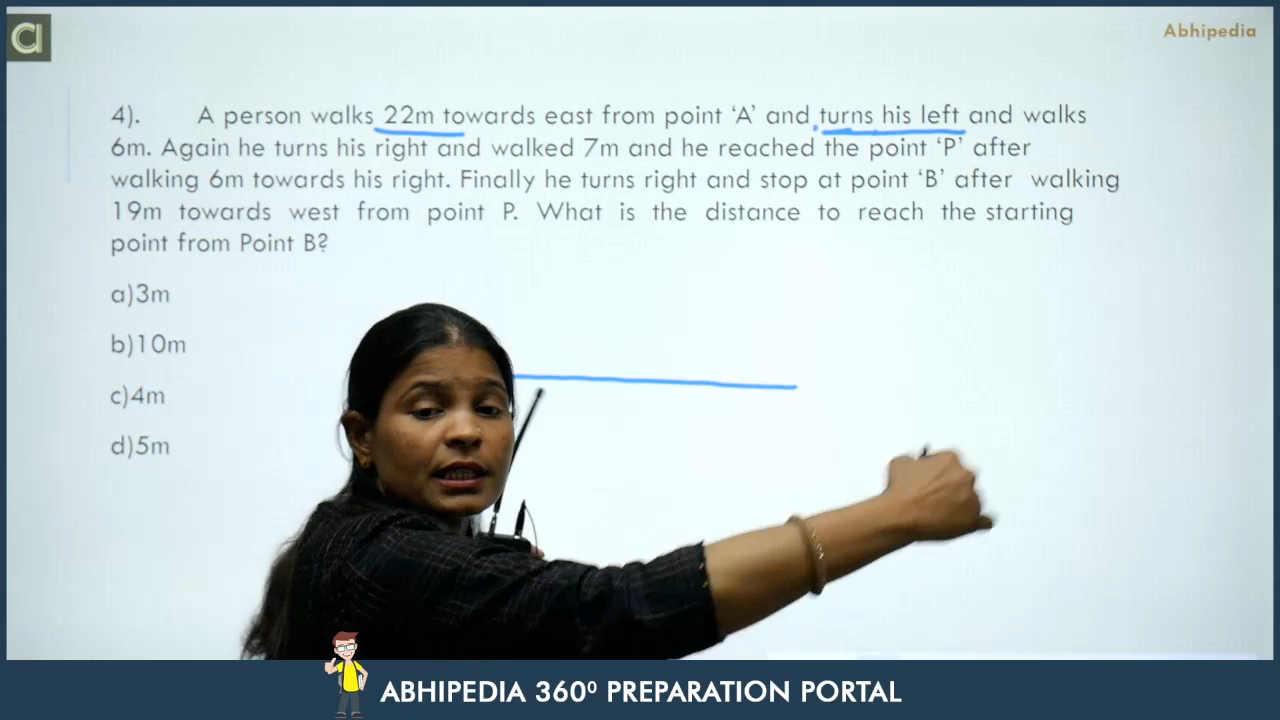 Abhipedia
4). A person walks 22m towards east from point ‘A’ and turns his left and walks
6m. Again he turns his right and walked 7m and he reached the point ‘P’ after
walking 6m towards his right. Finally he turns right and stop at point ‘B’ after walking
19m towards west from point P. What is the distance to reach the starting
point from Point B?
a)3m
b)10m
c)4m
d)5m
ABHIPEDIA 360⁰ PREPARATION PORTAL